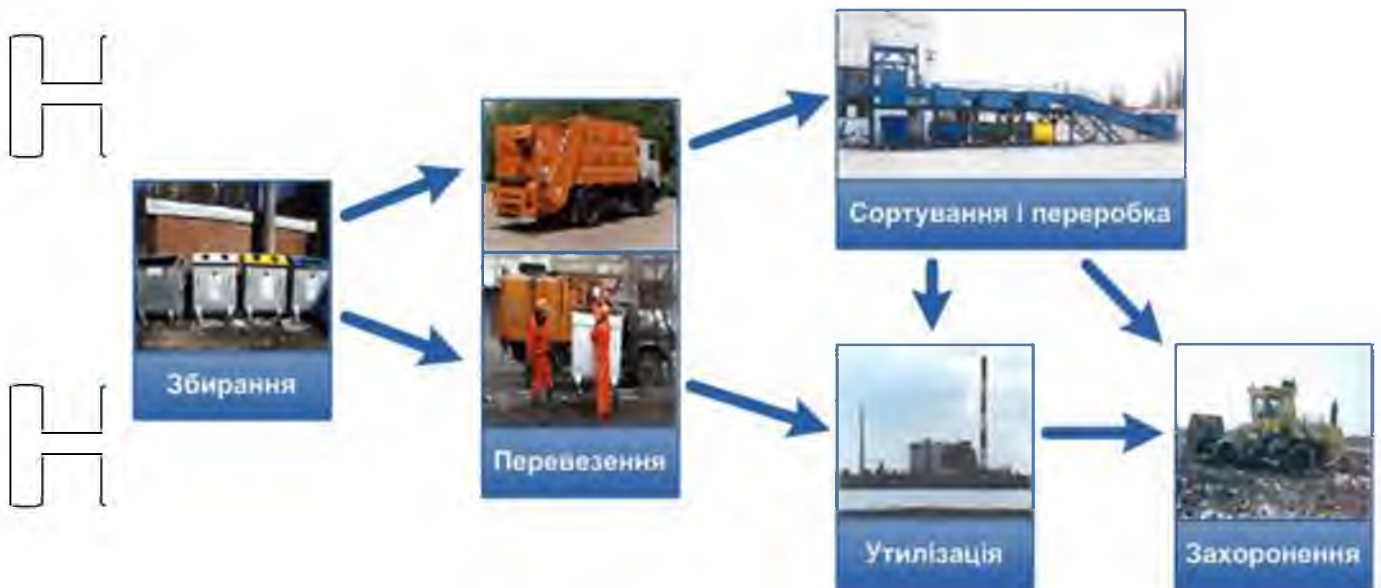 Збирання
Перевезення
Сортування і переробка
Утилізація
Захоронення